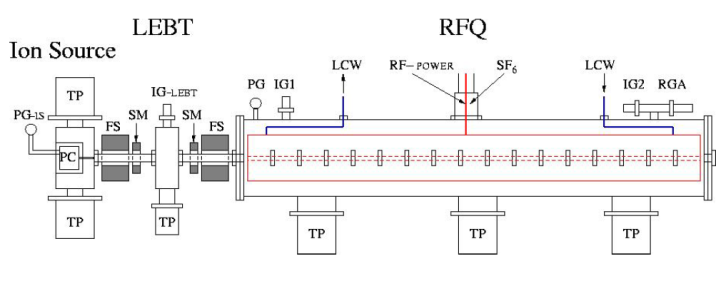 LEBT
RFQ
Ion Source
LCW
RF-POWER
SF6
LCW
TP
IG-LEBT
PG IG1
IG2 RGA
PG-IS
FS
SM
SM
FS
PC
TP
TP
TP
TP
TP